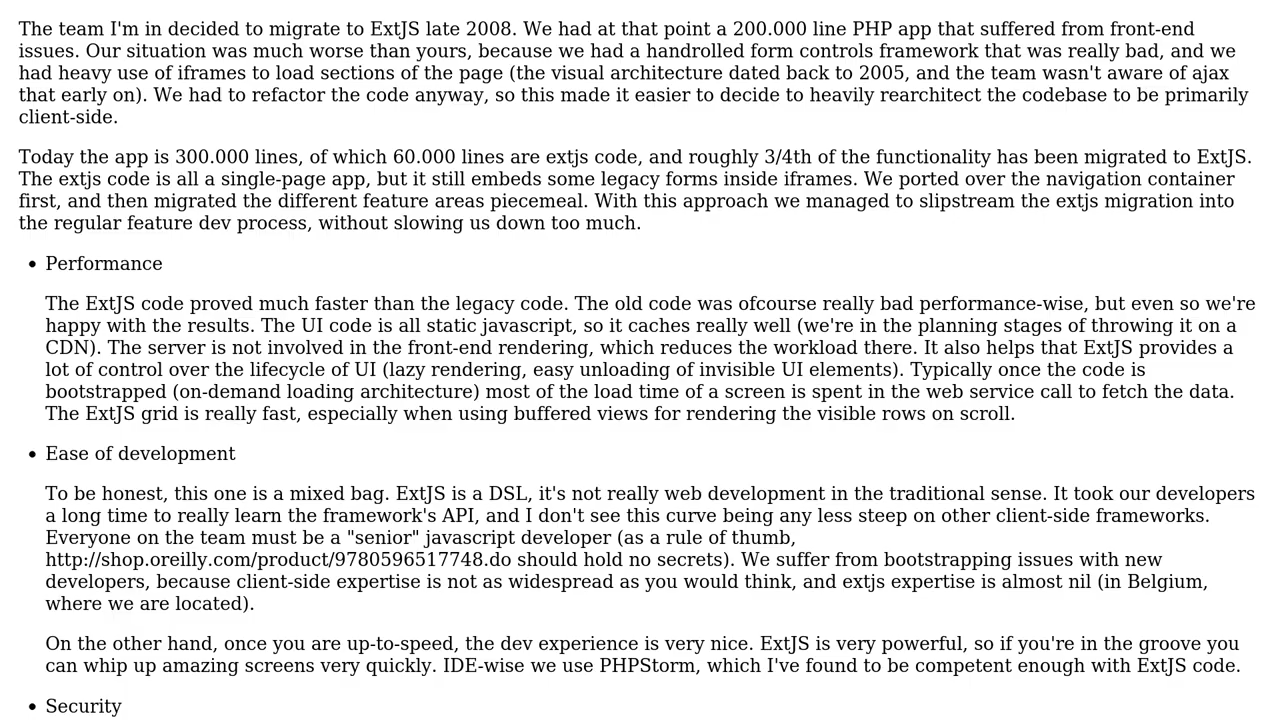 The team I'm in decided to migrate to ExtJS late 2008. We had at that point a 200.000 line PHP app that suffered from front-end
issues. Our situation was much worse than yours, because we had a handrolled form controls framework that was really bad, and we
had heavy use of iframes to load sections of the page (the visual architecture dated back to 2005, and the team wasn't aware of ajax
that early on). We had to refactor the code anyway, so this made it easier to decide to heavily rearchitect the codebase to be primarily
client-side.
Today the app is 300.000 lines, of which 60.000 lines are extjs code, and roughly 3/4th of the functionality has been migrated to ExtJS.
The extjs code is all a single-page app, but it still embeds some legacy forms inside iframes. We ported over the navigation container
first, and then migrated the different feature areas piecemeal. With this approach we managed to slipstream the extjs migration into
the regular feature dev process, without slowing us down too much.
• Performance
The ExtJS code proved much faster than the legacy code. The old code was ofcourse really bad performance-wise, but even so we're
happy with the results. The UI code is all static javascript, so it caches really well (we're in the planning stages of throwing it on a
CDN). The server is not involved in the front-end rendering, which reduces the workload there. It also helps that ExtJS provides a
lot of control over the lifecycle of UI (lazy rendering, easy unloading of invisible UI elements). Typically once the code is
bootstrapped (on-demand loading architecture) most of the load time of a screen is spent in the web service call to fetch the data.
The ExtJS grid is really fast, especially when using buffered views for rendering the visible rows on scroll.
• Ease of development
To be honest, this one is a mixed bag. ExtJS is a DSL, it's not really web development in the traditional sense. It took our developers
a long time to really learn the framework's API, and I don't see this curve being any less steep on other client-side frameworks.
Everyone on the team must be a "senior" javascript developer (as a rule of thumb,
http://shop.oreilly.com/product/9780596517748.do should hold no secrets). We suffer from bootstrapping issues with new
developers, because client-side expertise is not as widespread as you would think, and extjs expertise is almost nil (in Belgium,
where we are located).
On the other hand, once you are up-to-speed, the dev experience is very nice. ExtJS is very powerful, so if you're in the groove you
can whip up amazing screens very quickly. IDE-wise we use PHPStorm, which I've found to be competent enough with ExtJS code.
• Security